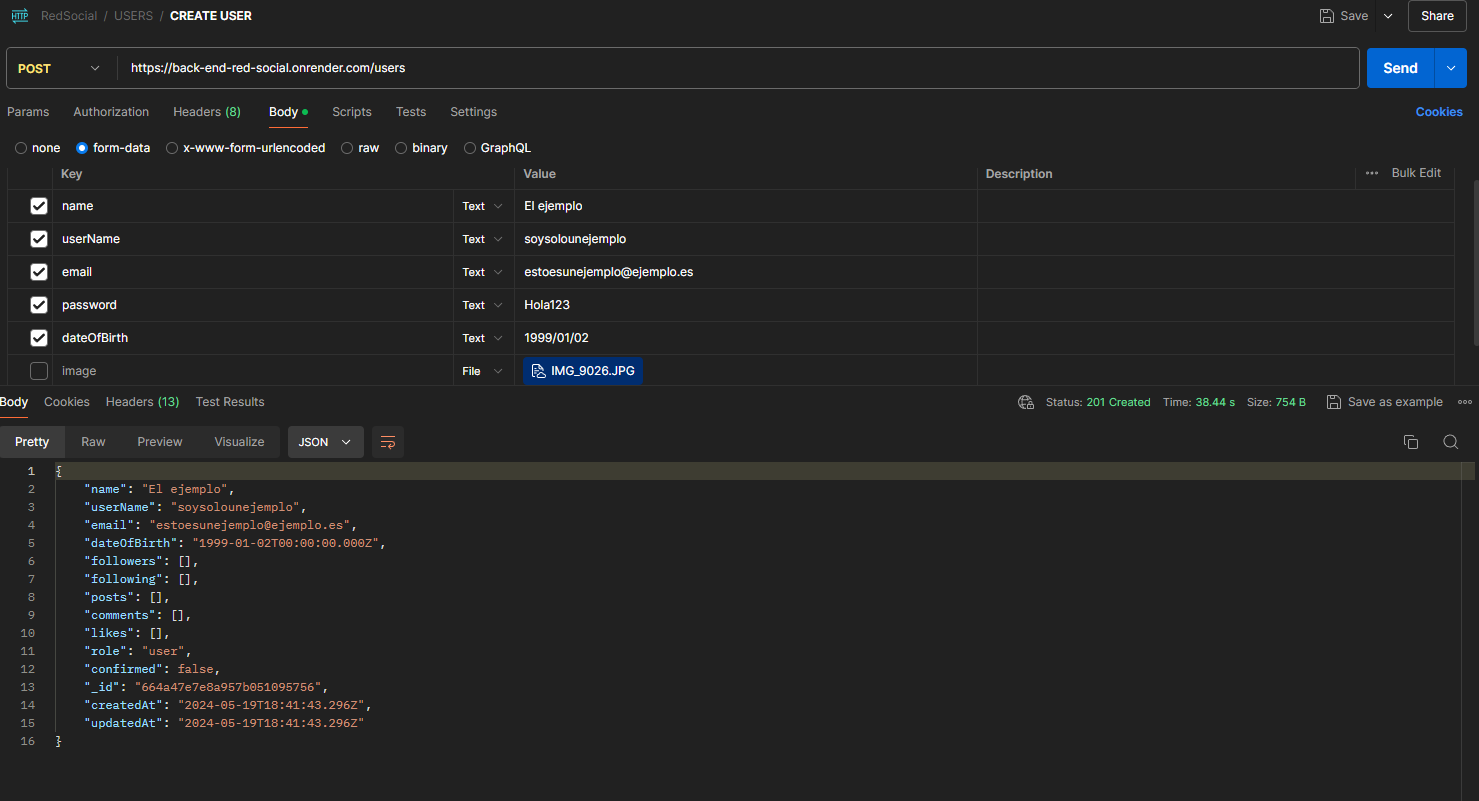 HTTP RedSocial / USERS / CREATE USER Save Share
POST https://back-end-red-social.onrender.com/users Send
Params Authorization Headers (8) Body Scripts Tests Settings Cookies
none form-data x-www-form-urlencoded raw binary GraphQL
Key Value Description Bulk Edit
name Text El ejemplo
userName Text soysolounejemplo
email Text estoesunejemplo@ejemplo.es
password Text Hola123
dateOfBirth Text 1999/01/02
image File IMG_9026.JPG
Body Cookies Headers (13) Test Results Status: 201 Created Time: 38.44 s Size: 754 B Save as example
Pretty Raw Preview Visualize JSON
1 {
2 "name": "El ejemplo",
3 "userName": "soysolounejemplo",
4 "email": "estoesunejemplo@ejemplo.es",
5 "dateOfBirth": "1999-01-02T00:00:00.000Z",
6 "followers": [],
7 "following": [],
8 "posts": [],
9 "comments": [],
10 "likes": [],
11 "role": "user",
12 "confirmed": false,
13 "_id": "664a47e7e8a957b051095756",
14 "createdAt": "2024-05-19T18:41:43.296Z",
15 "updatedAt": "2024-05-19T18:41:43.296Z"
16 }